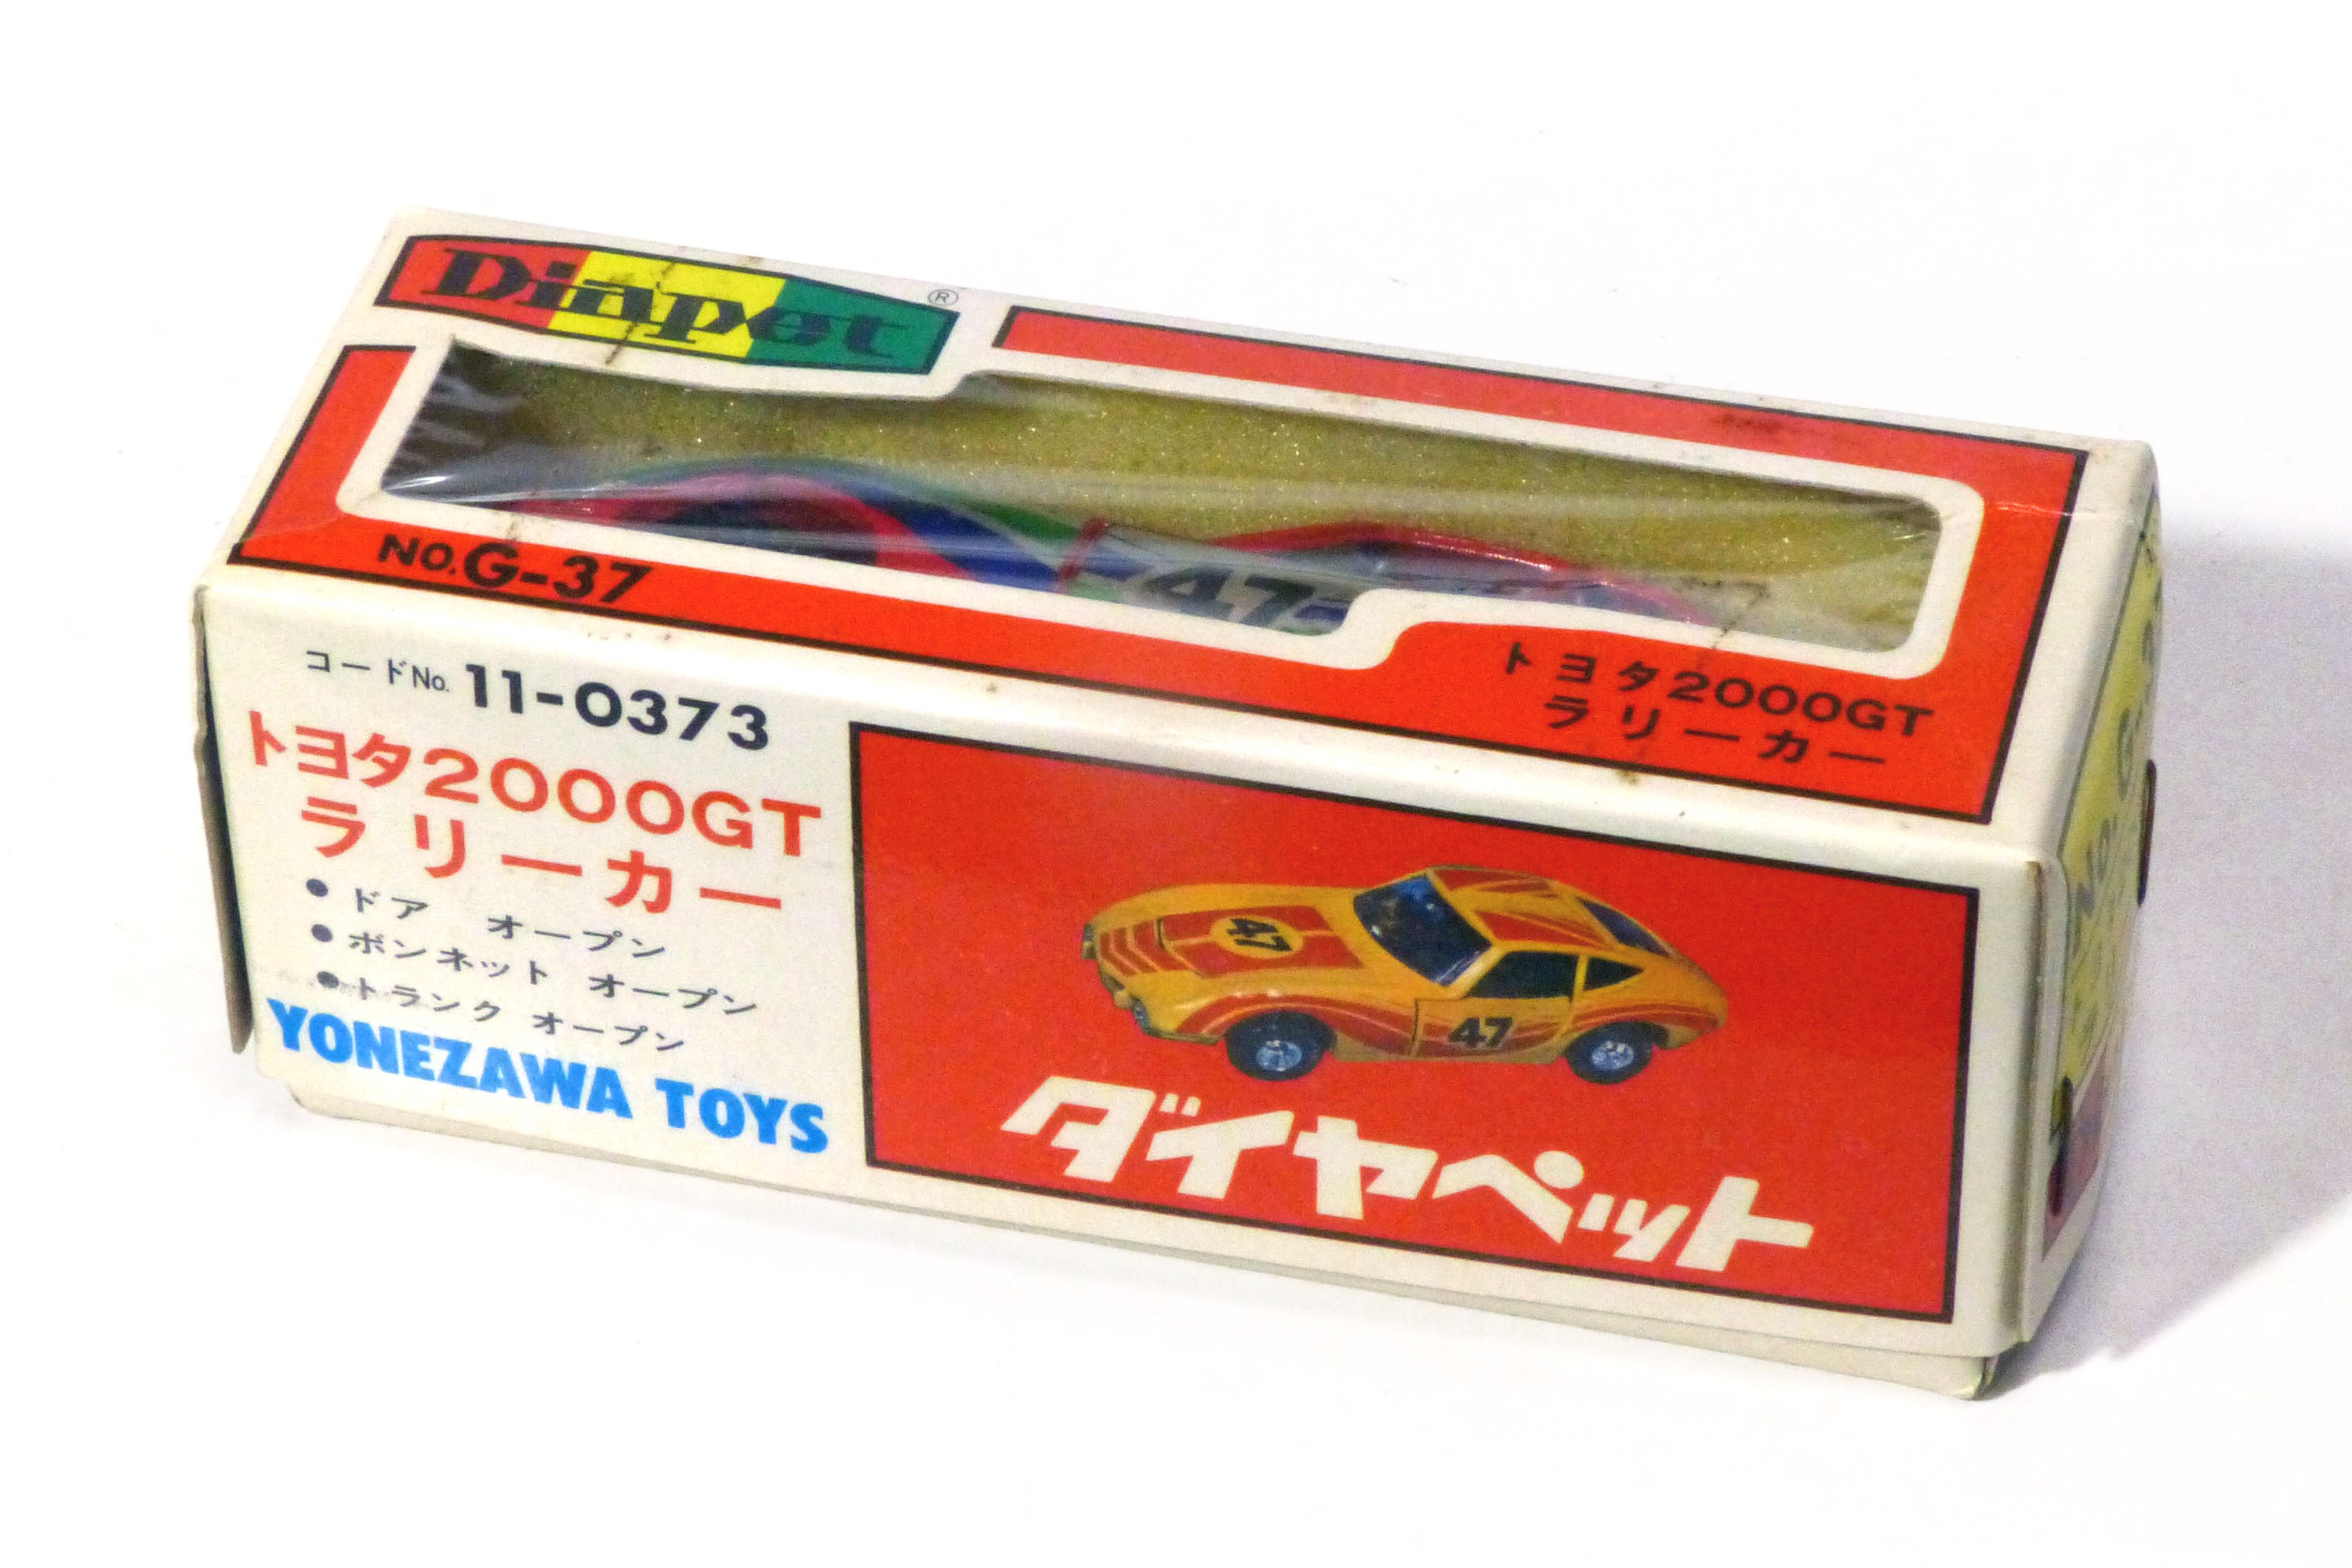 Diapet ®
No.G-37
47
トヨタ2000GT
ラリーカー
コードNo. 11-0373
トヨタ2000GT
ラリーカー
● ドア オープン
● ボンネット オープン
● トランク オープン
YONEZAWA TOYS
47
47
ダイヤペット